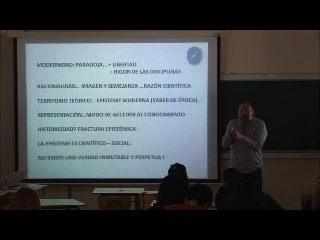 MODERNIDAD: PARADOJA... + LIBERTAD
+ RIGOR DE LAS DISCIPLINAS
RACIONALIDAD... IMAGEN Y SEMEJANZA ...RAZÓN CIENTÍFICA
TERRITORIO TEÓRICO: EPISTEME MODERNA (SABER DE ÉPOCA)
REPRESENTACIÓN...¿MODO DE ACCEDER AL CONOCIMIENTO
HISTORICIDAD? FRACTURA EPISTÉMICA
LA EPISTEME ES CIENTÍFICO – SOCIAL:
NO EXISTE UNA VERDAD INMUTABLE Y PERPETUA !